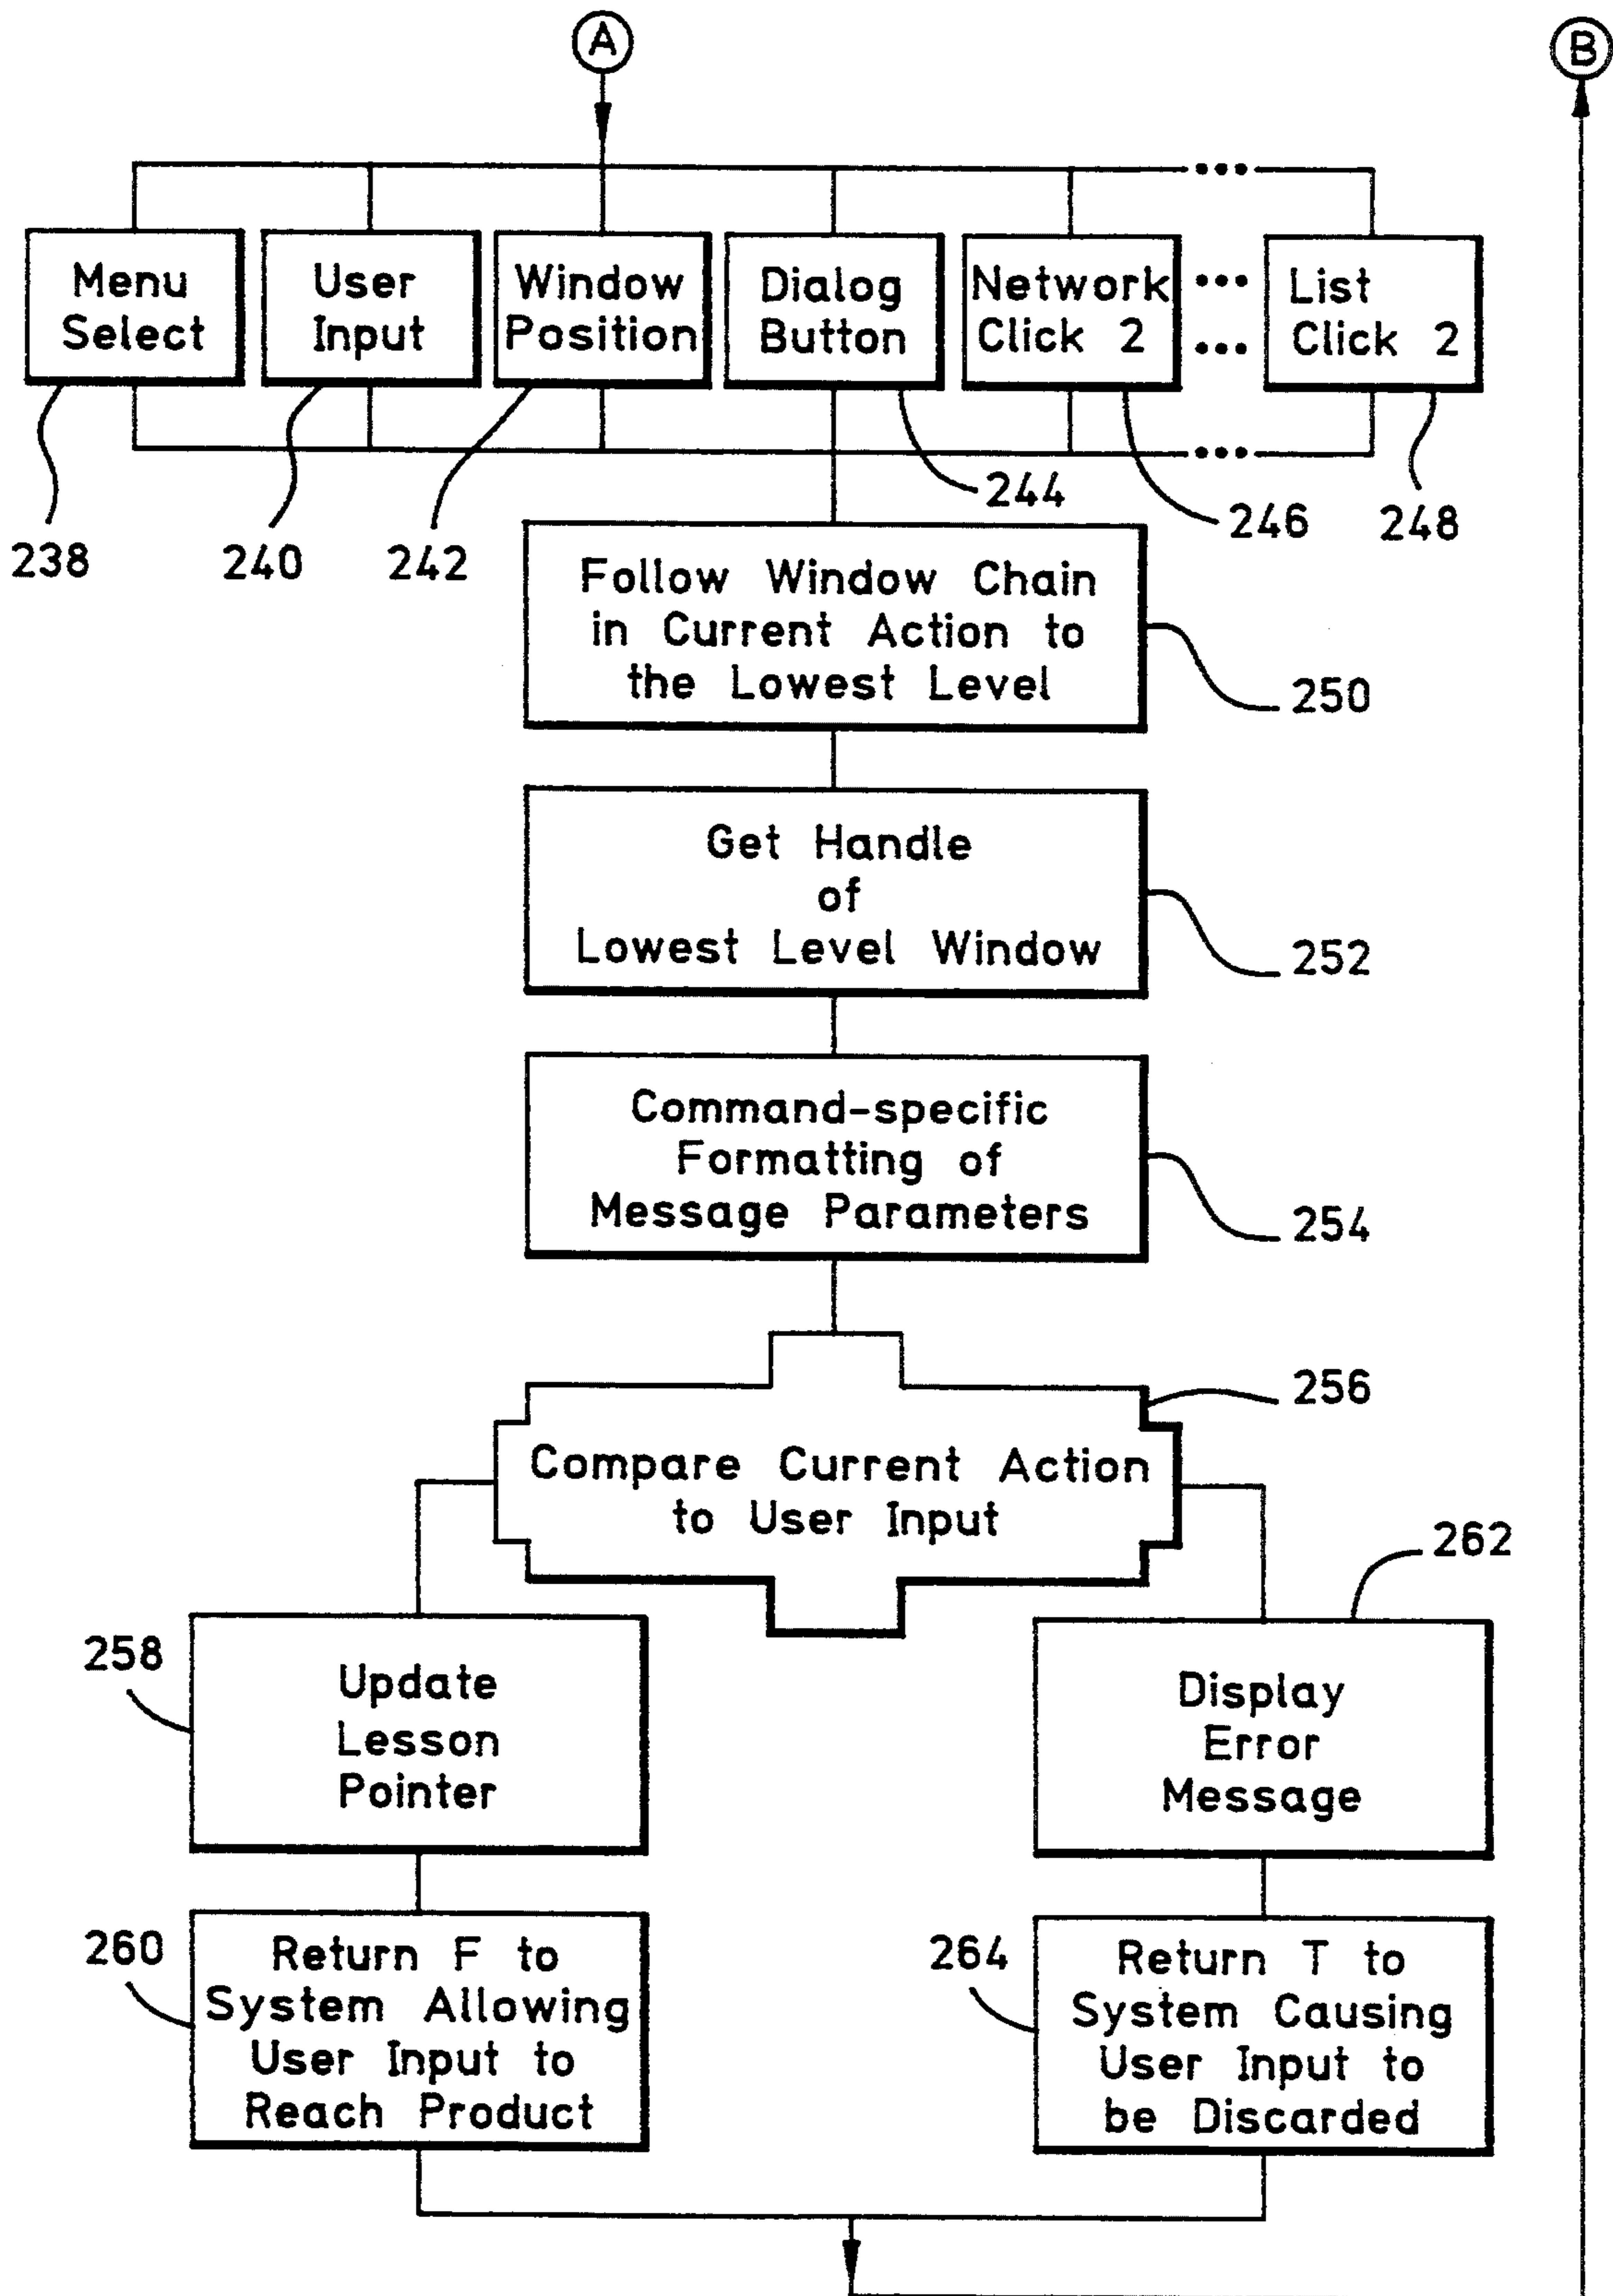 A
B
Menu
Select
User
Input
Window
Position
Dialog
Button
Network
Click 2
•••
•••
•••
List
Click 2
•••
238
240
242
244
246
248
Follow Window Chain
in Current Action to
the Lowest Level
250
Get Handle
of
Lowest Level Window
252
Command-specific
Formatting of
Message Parameters
254
256
Compare Current Action
to User Input
258
Update
Lesson
Pointer
262
Display
Error
Message
260
Return F to
System Allowing
User Input to
Reach Product
264
Return T to
System Causing
User Input to
be Discarded